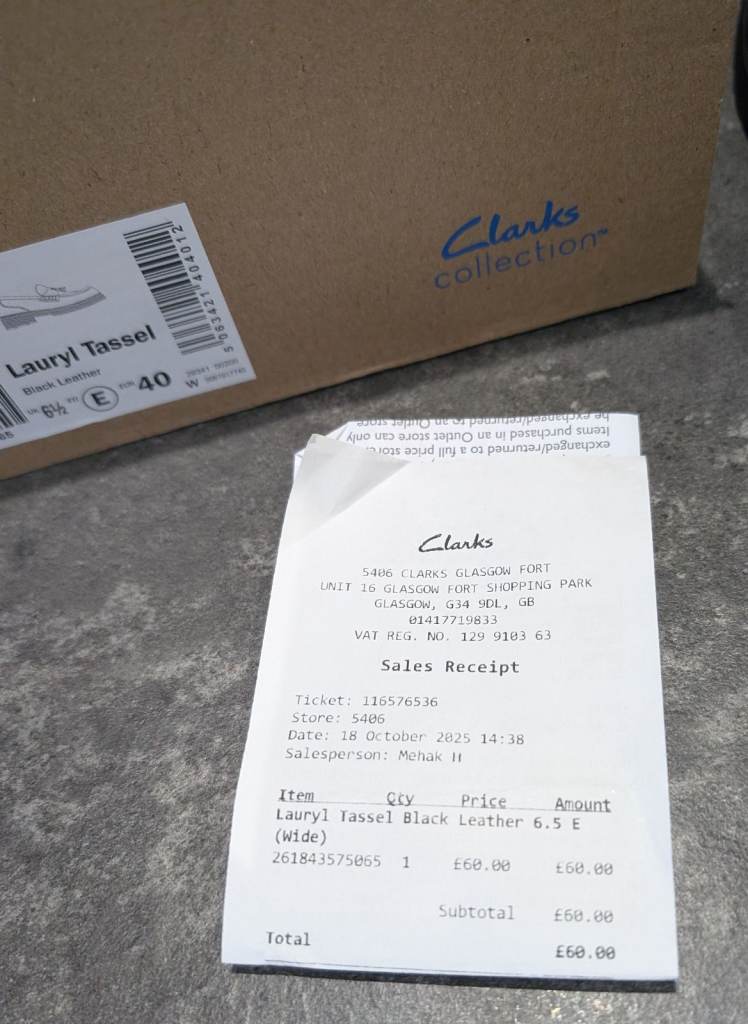 Clarks
collection™
5063421404012
Lauryl Tassel
Black Leather
UK 6½ E EUR 40
W
be exchanged/returned to an Outlet store
Items purchased in an Outlet store can only
exchanged/returned to a full price store
Clarks
5406 CLARKS GLASGOW FORT
UNIT 16 GLASGOW FORT SHOPPING PARK
GLASGOW, G34 9DL, GB
01417719833
VAT REG. NO. 129 9103 63
Sales Receipt
Ticket: 116576536
Store: 5406
Date: 18 October 2025 14:38
Salesperson: Mehak H
Item Qty Price Amount
Lauryl Tassel Black Leather 6.5 E
(Wide)
261843575065 1 £60.00 £60.00
Subtotal £60.00
Total £60.00